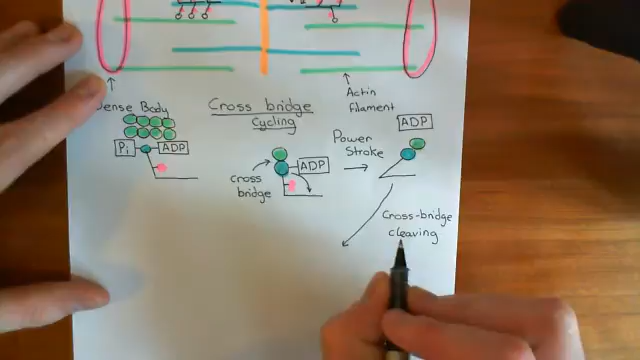 Dense Body
Cross bridge
Cycling
Actin
filament
Pi
ADP
cross
bridge
ADP
Power
Stroke
ADP
Cross-bridge
cleaving